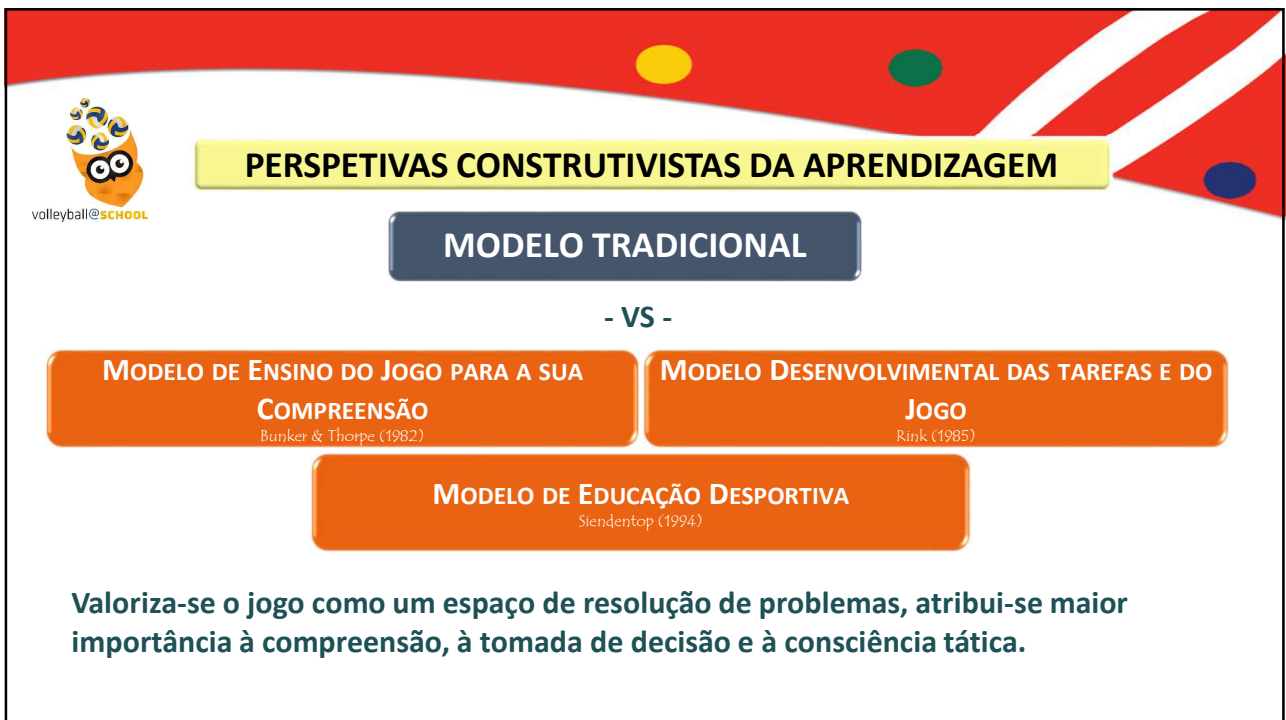 PERSPETIVAS CONSTRUTIVISTAS DA APRENDIZAGEM
volleyball@SCHOOL
MODELO TRADICIONAL
- VS -
MODELO DE ENSINO DO JOGO PARA A SUA
COMPREENSÃO
Bunker & Thorpe (1982)
MODELO DESENVOLVIMENTAL DAS TAREFAS E DO
JOGO
Rink (1985)
MODELO DE EDUCAÇÃO DESPORTIVA
Siendentop (1994)
Valoriza-se o jogo como um espaço de resolução de problemas, atribui-se maior
importância à compreensão, à tomada de decisão e à consciência tática.